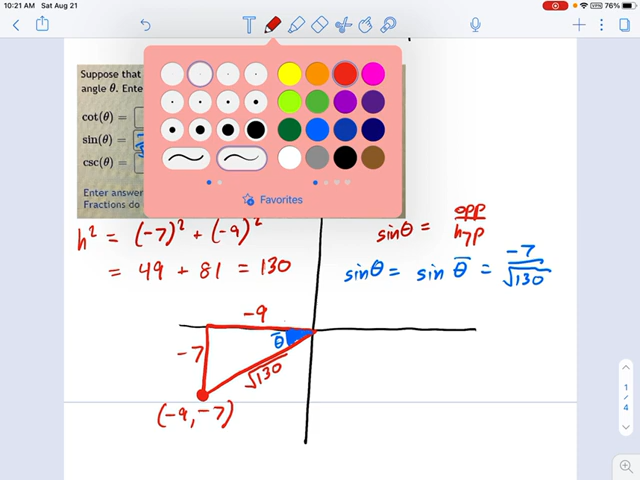 10:21 AM Sat Aug 21
VPN 76%
T
Suppose that
angle θ. Ente
cot(θ) =
sin(θ) =
csc(θ) =
Enter answer
Fractions do
Favorites
h² = (-7)² + (-9)²
= 49 + 81 = 130
sinθ = opp/hyp
sinθ = sin θ̅ = -7/√130
-9
-7
θ̅
√130
(-9, -7)
1
/
4